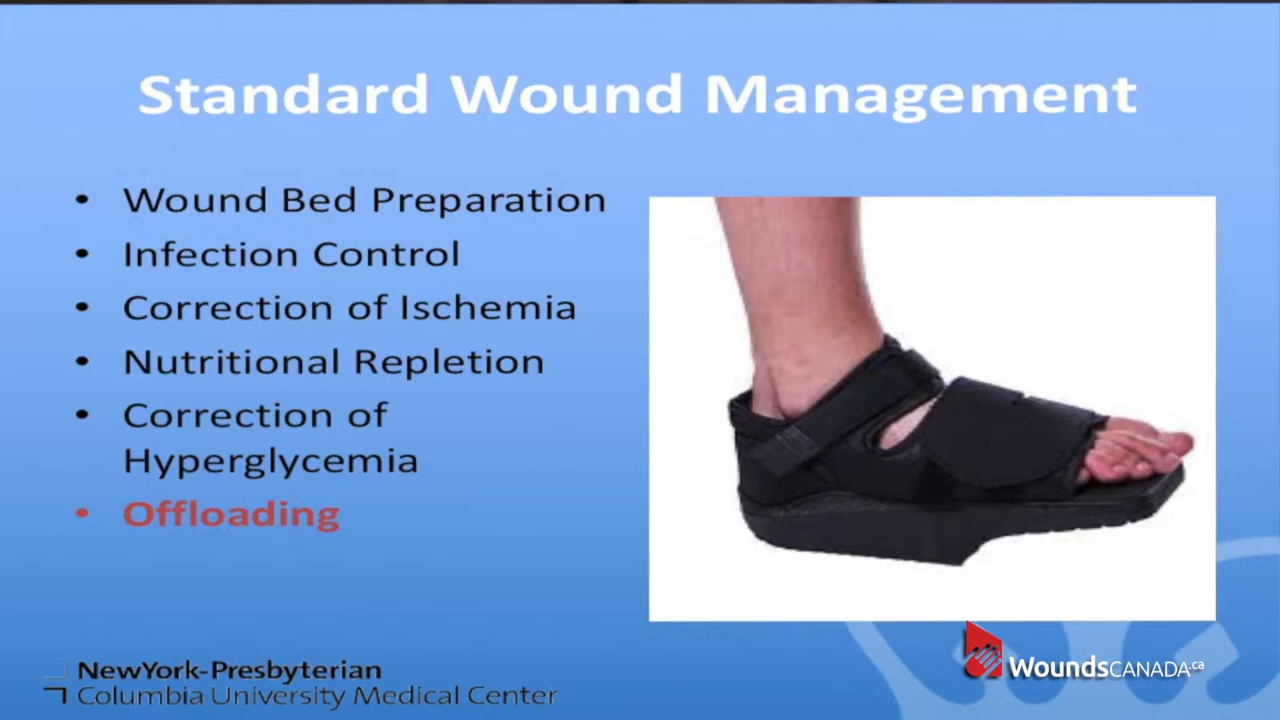 Standard Wound Management
• Wound Bed Preparation
• Infection Control
• Correction of Ischemia
• Nutritional Repletion
• Correction of
Hyperglycemia
• Offloading
NewYork-Presbyterian
Columbia University Medical Center
WoundsCANADA.ca